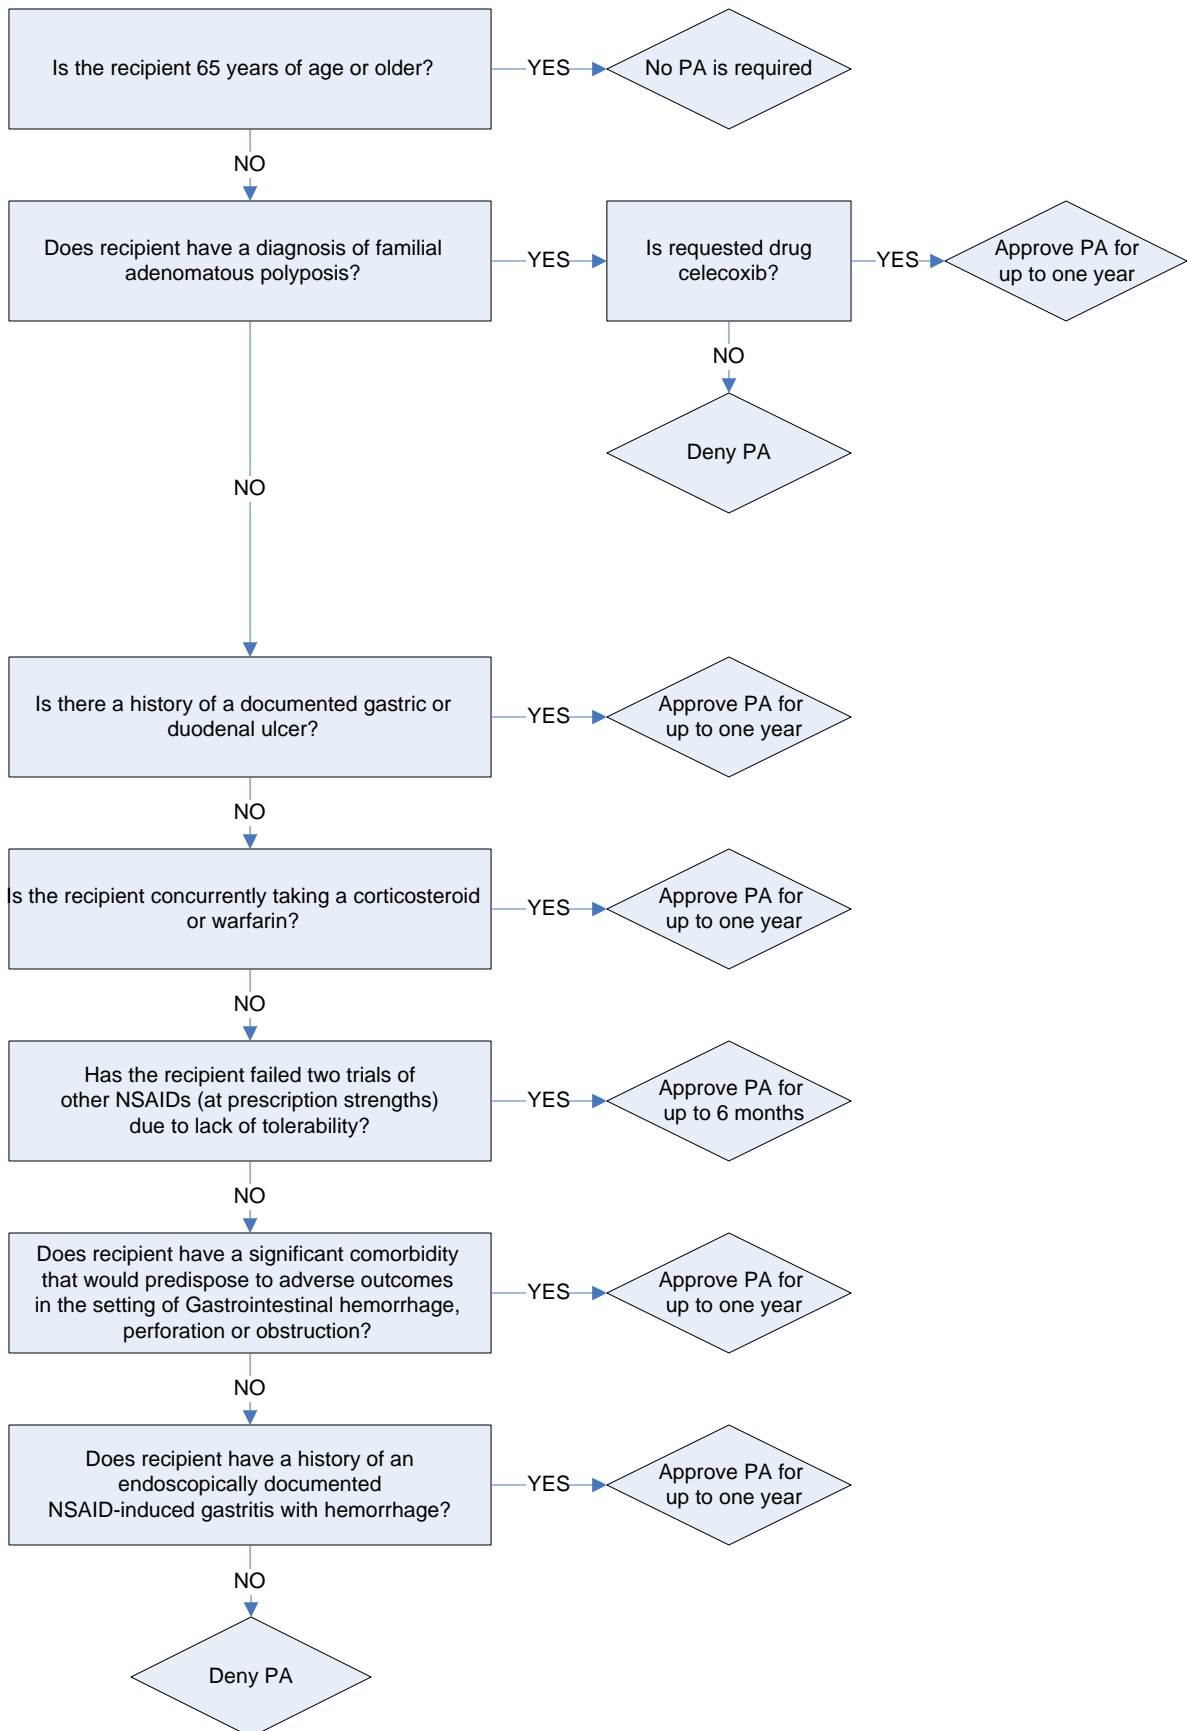 Is the recipient 65 years of age or older?
YES
No PA is required
NO
Does recipient have a diagnosis of familial
adenomatous polyposis?
YES
Is requested drug
celecoxib?
YES
Approve PA for
up to one year
NO
Deny PA
NO
Is there a history of a documented gastric or
duodenal ulcer?
YES
Approve PA for
up to one year
NO
Is the recipient concurrently taking a corticosteroid
or warfarin?
YES
Approve PA for
up to one year
NO
Has the recipient failed two trials of
other NSAIDs (at prescription strengths)
due to lack of tolerability?
YES
Approve PA for
up to 6 months
NO
Does recipient have a significant comorbidity
that would predispose to adverse outcomes
in the setting of Gastrointestinal hemorrhage,
perforation or obstruction?
YES
Approve PA for
up to one year
NO
Does recipient have a history of an
endoscopically documented
NSAID-induced gastritis with hemorrhage?
YES
Approve PA for
up to one year
NO
Deny PA